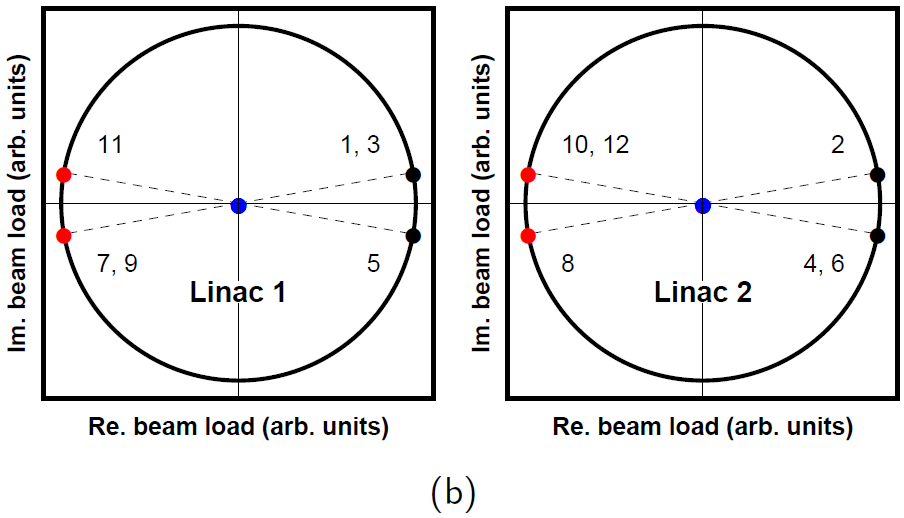 Im. beam load (arb. units)
11
1, 3
7, 9
5
Linac 1
Re. beam load (arb. units)
Im. beam load (arb. units)
10, 12
2
8
4, 6
Linac 2
Re. beam load (arb. units)
(b)